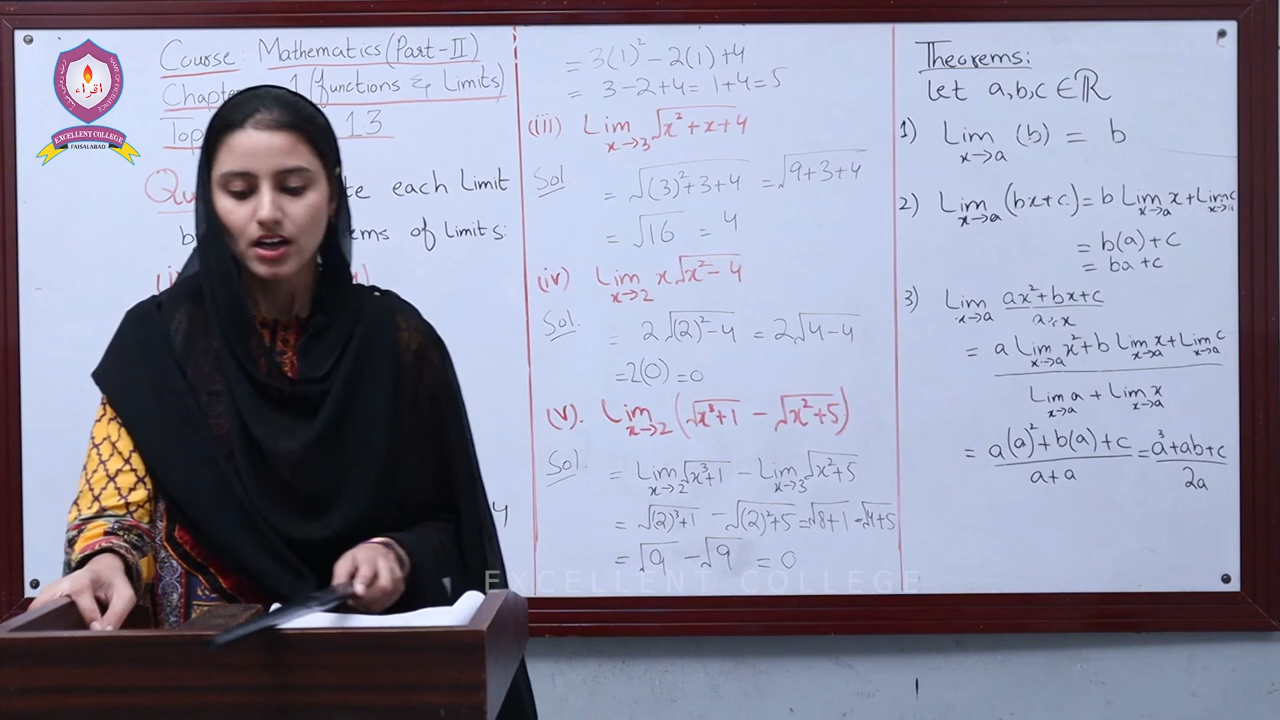 Course: Mathematics (Part-II)
Chapte 1 (functions & Limits)
Top 1.3
Qu te each Limit
b ems of Limits:
4
= 3(1)² - 2(1) + 4
= 3-2+4 = 1+4 = 5
(iii) Lim x→3 √x²+x+4
Sol
= √(3)²+3+4 = √9+3+4
= √16 = 4
(iv) Lim x→2 x√x²-4
Sol.
= 2√(2)²-4 = 2√4-4
= 2(0) = 0
(v). Lim x→2 (√x³+1 - √x²+5)
Sol.
= Lim x→2 √x³+1 - Lim x→3 √x²+5
= √(2)³+1 - √(2)²+5 = √8+1 - √4+5
= √9 - √9 = 0
Theorems:
let a,b,c ∈ ℝ
1) Lim x→a (b) = b
2) Lim x→a (bx+c) = b Lim x→a x + Lim x→a c
= b(a)+c
= ba+c
3) Lim x→a ax²+bx+c / a+x
= a Lim x→a x² + b Lim x→a x + Lim x→a c / Lim x→a a + Lim x→a x
= a(a)²+b(a)+c / a+a = a³+ab+c / 2a
اقراء
EXCELLENT COLLEGE
FAISALABAD
EXCELLENT COLLEGE